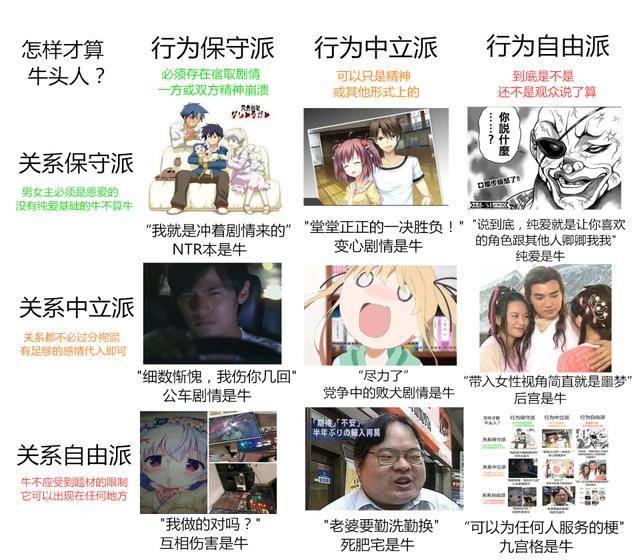 怎样才算
牛头人？
行为保守派
必须存在宿取剧情
一方或双方精神崩溃
行为中立派
可以只是精神
或其他形式上的
行为自由派
到底是不是
还不是观众说了算
关系保守派
男女主必须是恩爱的
没有纯爱基础的牛不算牛
你說什麼
……？
"我就是冲着剧情来的"
NTR本是牛
"堂堂正正的一决胜负！"
变心剧情是牛
"说到底，纯爱就是让你喜欢
的角色跟其他人卿卿我我"
纯爱是牛
关系中立派
关系都不必过分拘泥
有足够的感情代入即可
"细数惭愧，我伤你几回"
公车剧情是牛
"尽力了"
党争中的败犬剧情是牛
"带入女性视角简直就是噩梦"
后宫是牛
关系自由派
牛不应受到题材的限制
它可以出现在任何地方
「期待」「不安」
半年ぶりの輸入再開
"我做的对吗？"
互相伤害是牛
"老婆要勤洗勤换"
死肥宅是牛
"可以为任何人服务的梗"
九宫格是牛